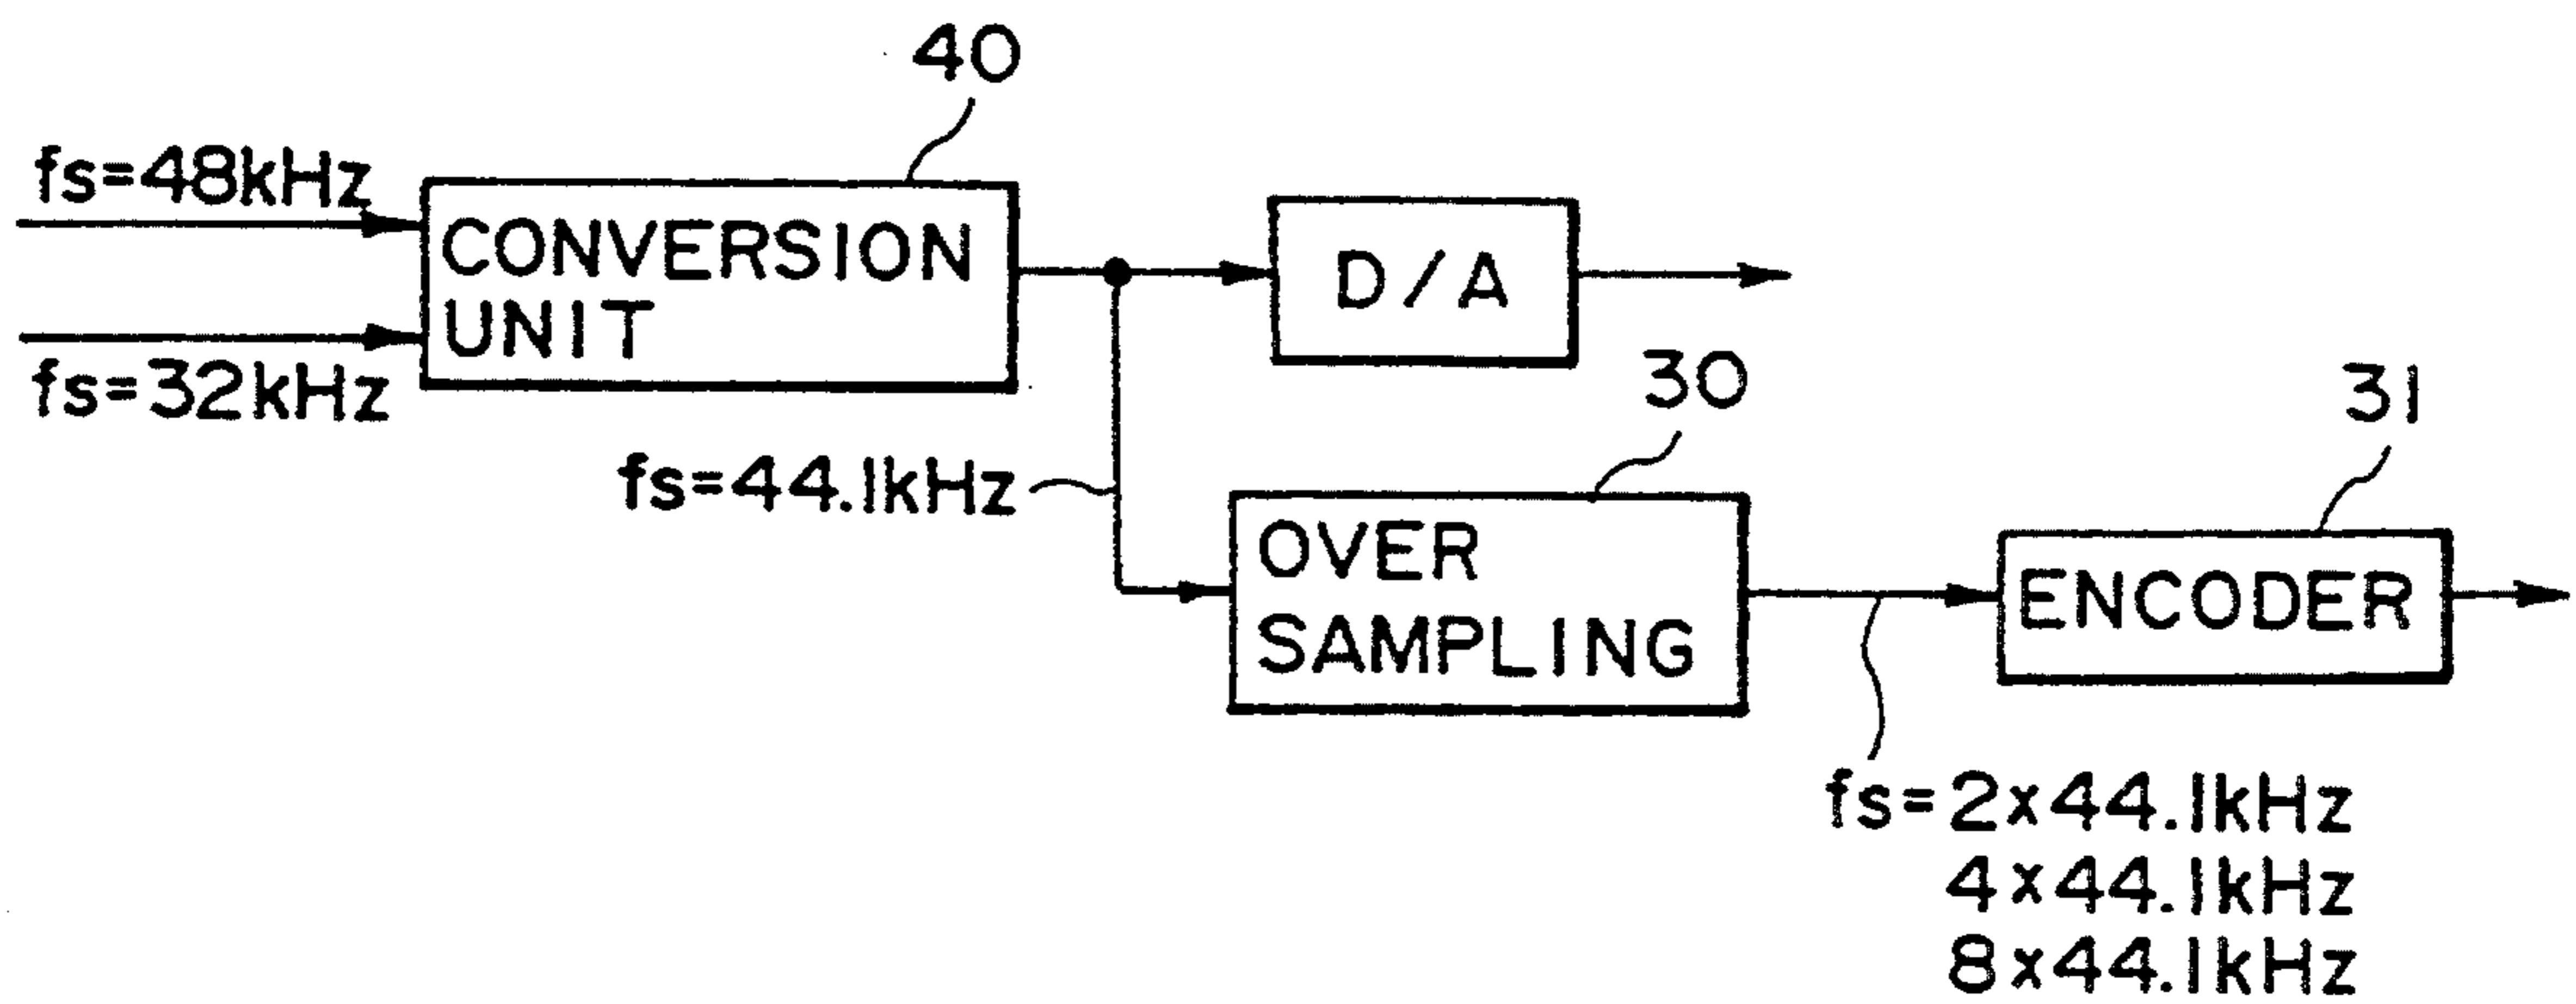 40
fs=48kHz
CONVERSION
UNIT
fs=32kHz
D/A
30
31
fs=44.1kHz
OVER
SAMPLING
ENCODER
fs=2x44.1kHz
4x44.1kHz
8x44.1kHz